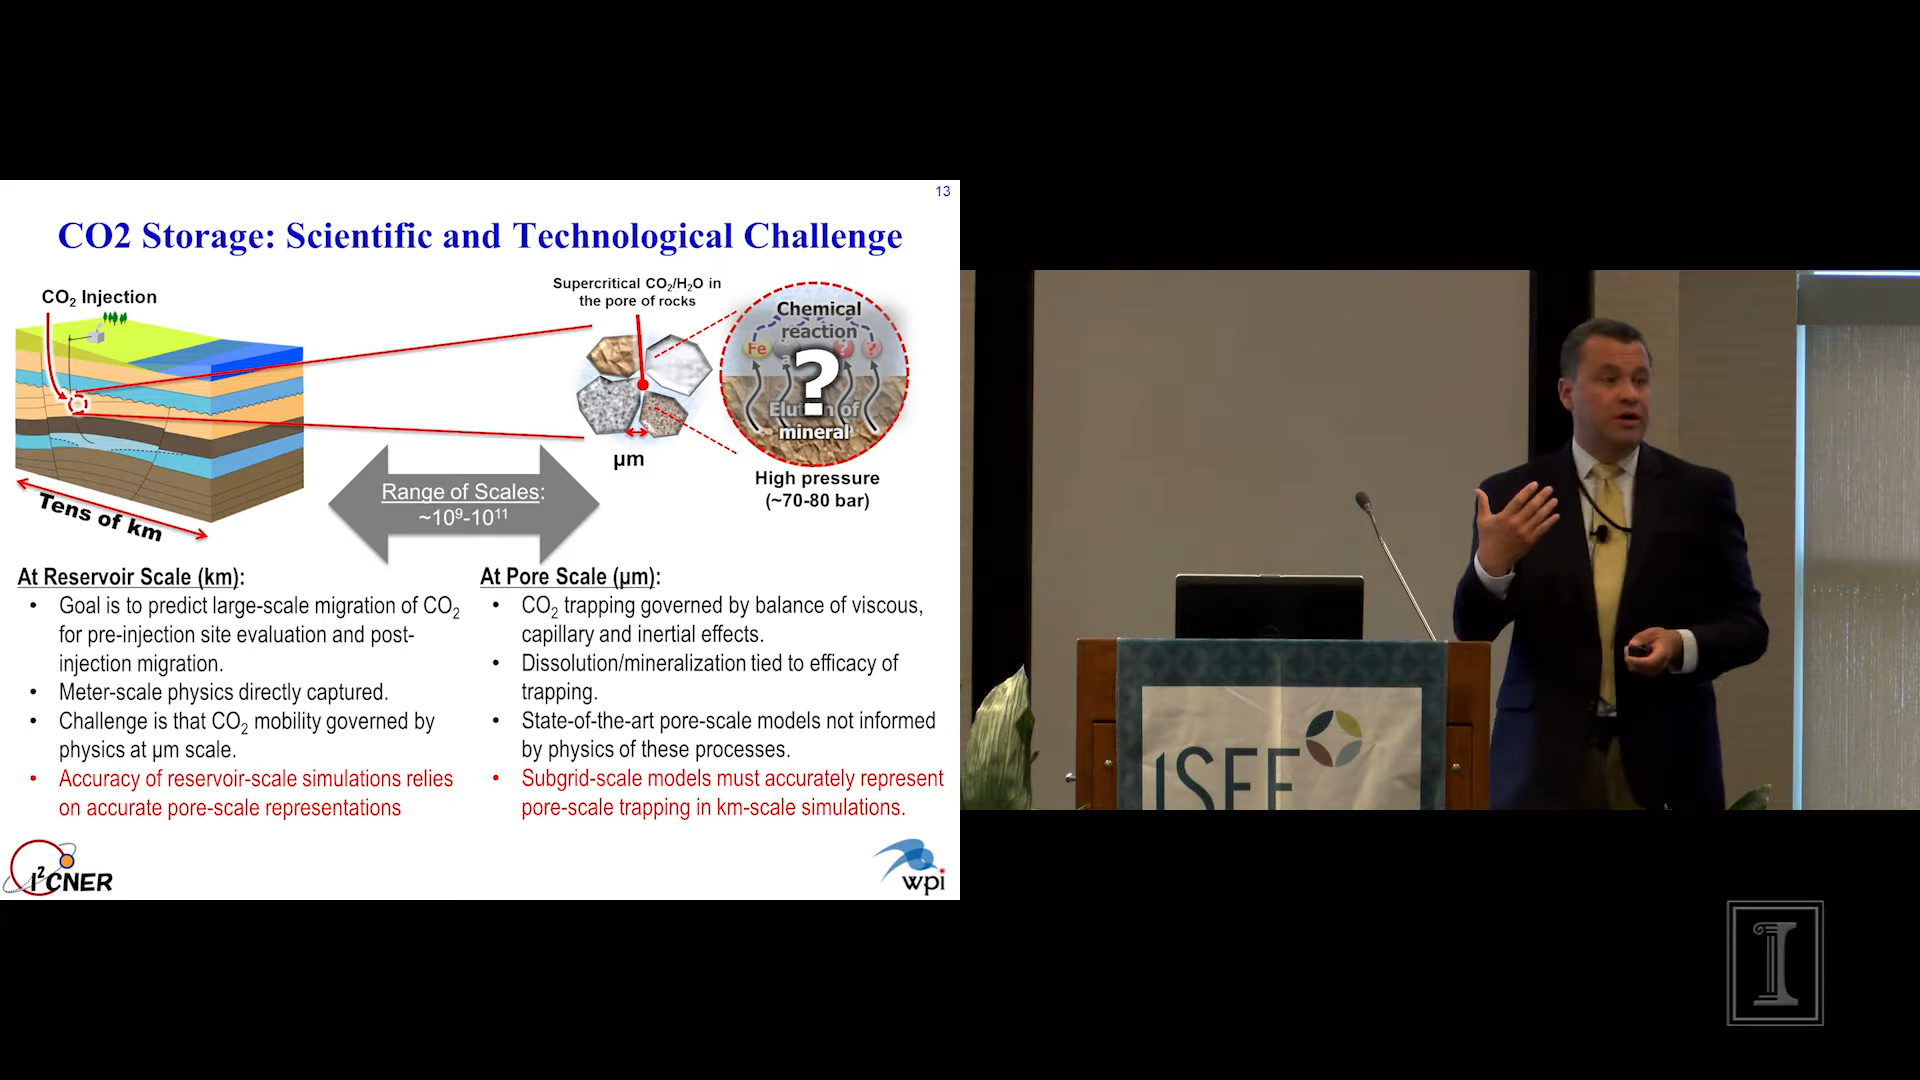 13
CO2 Storage: Scientific and Technological Challenge
CO2 Injection
Supercritical CO2/H2O in
the pore of rocks
Chemical
reaction
Fe
?
?
?
mineral
High pressure
(~70-80 bar)
µm
Tens of km
Range of Scales:
~10⁹-10¹¹
At Reservoir Scale (km):
• Goal is to predict large-scale migration of CO2
for pre-injection site evaluation and post-
injection migration.
• Meter-scale physics directly captured.
• Challenge is that CO2 mobility governed by
physics at µm scale.
• Accuracy of reservoir-scale simulations relies
on accurate pore-scale representations
At Pore Scale (µm):
• CO2 trapping governed by balance of viscous,
capillary and inertial effects.
• Dissolution/mineralization tied to efficacy of
trapping.
• State-of-the-art pore-scale models not informed
by physics of these processes.
• Subgrid-scale models must accurately represent
pore-scale trapping in km-scale simulations.
I²CNER
wpi
ISEE
I